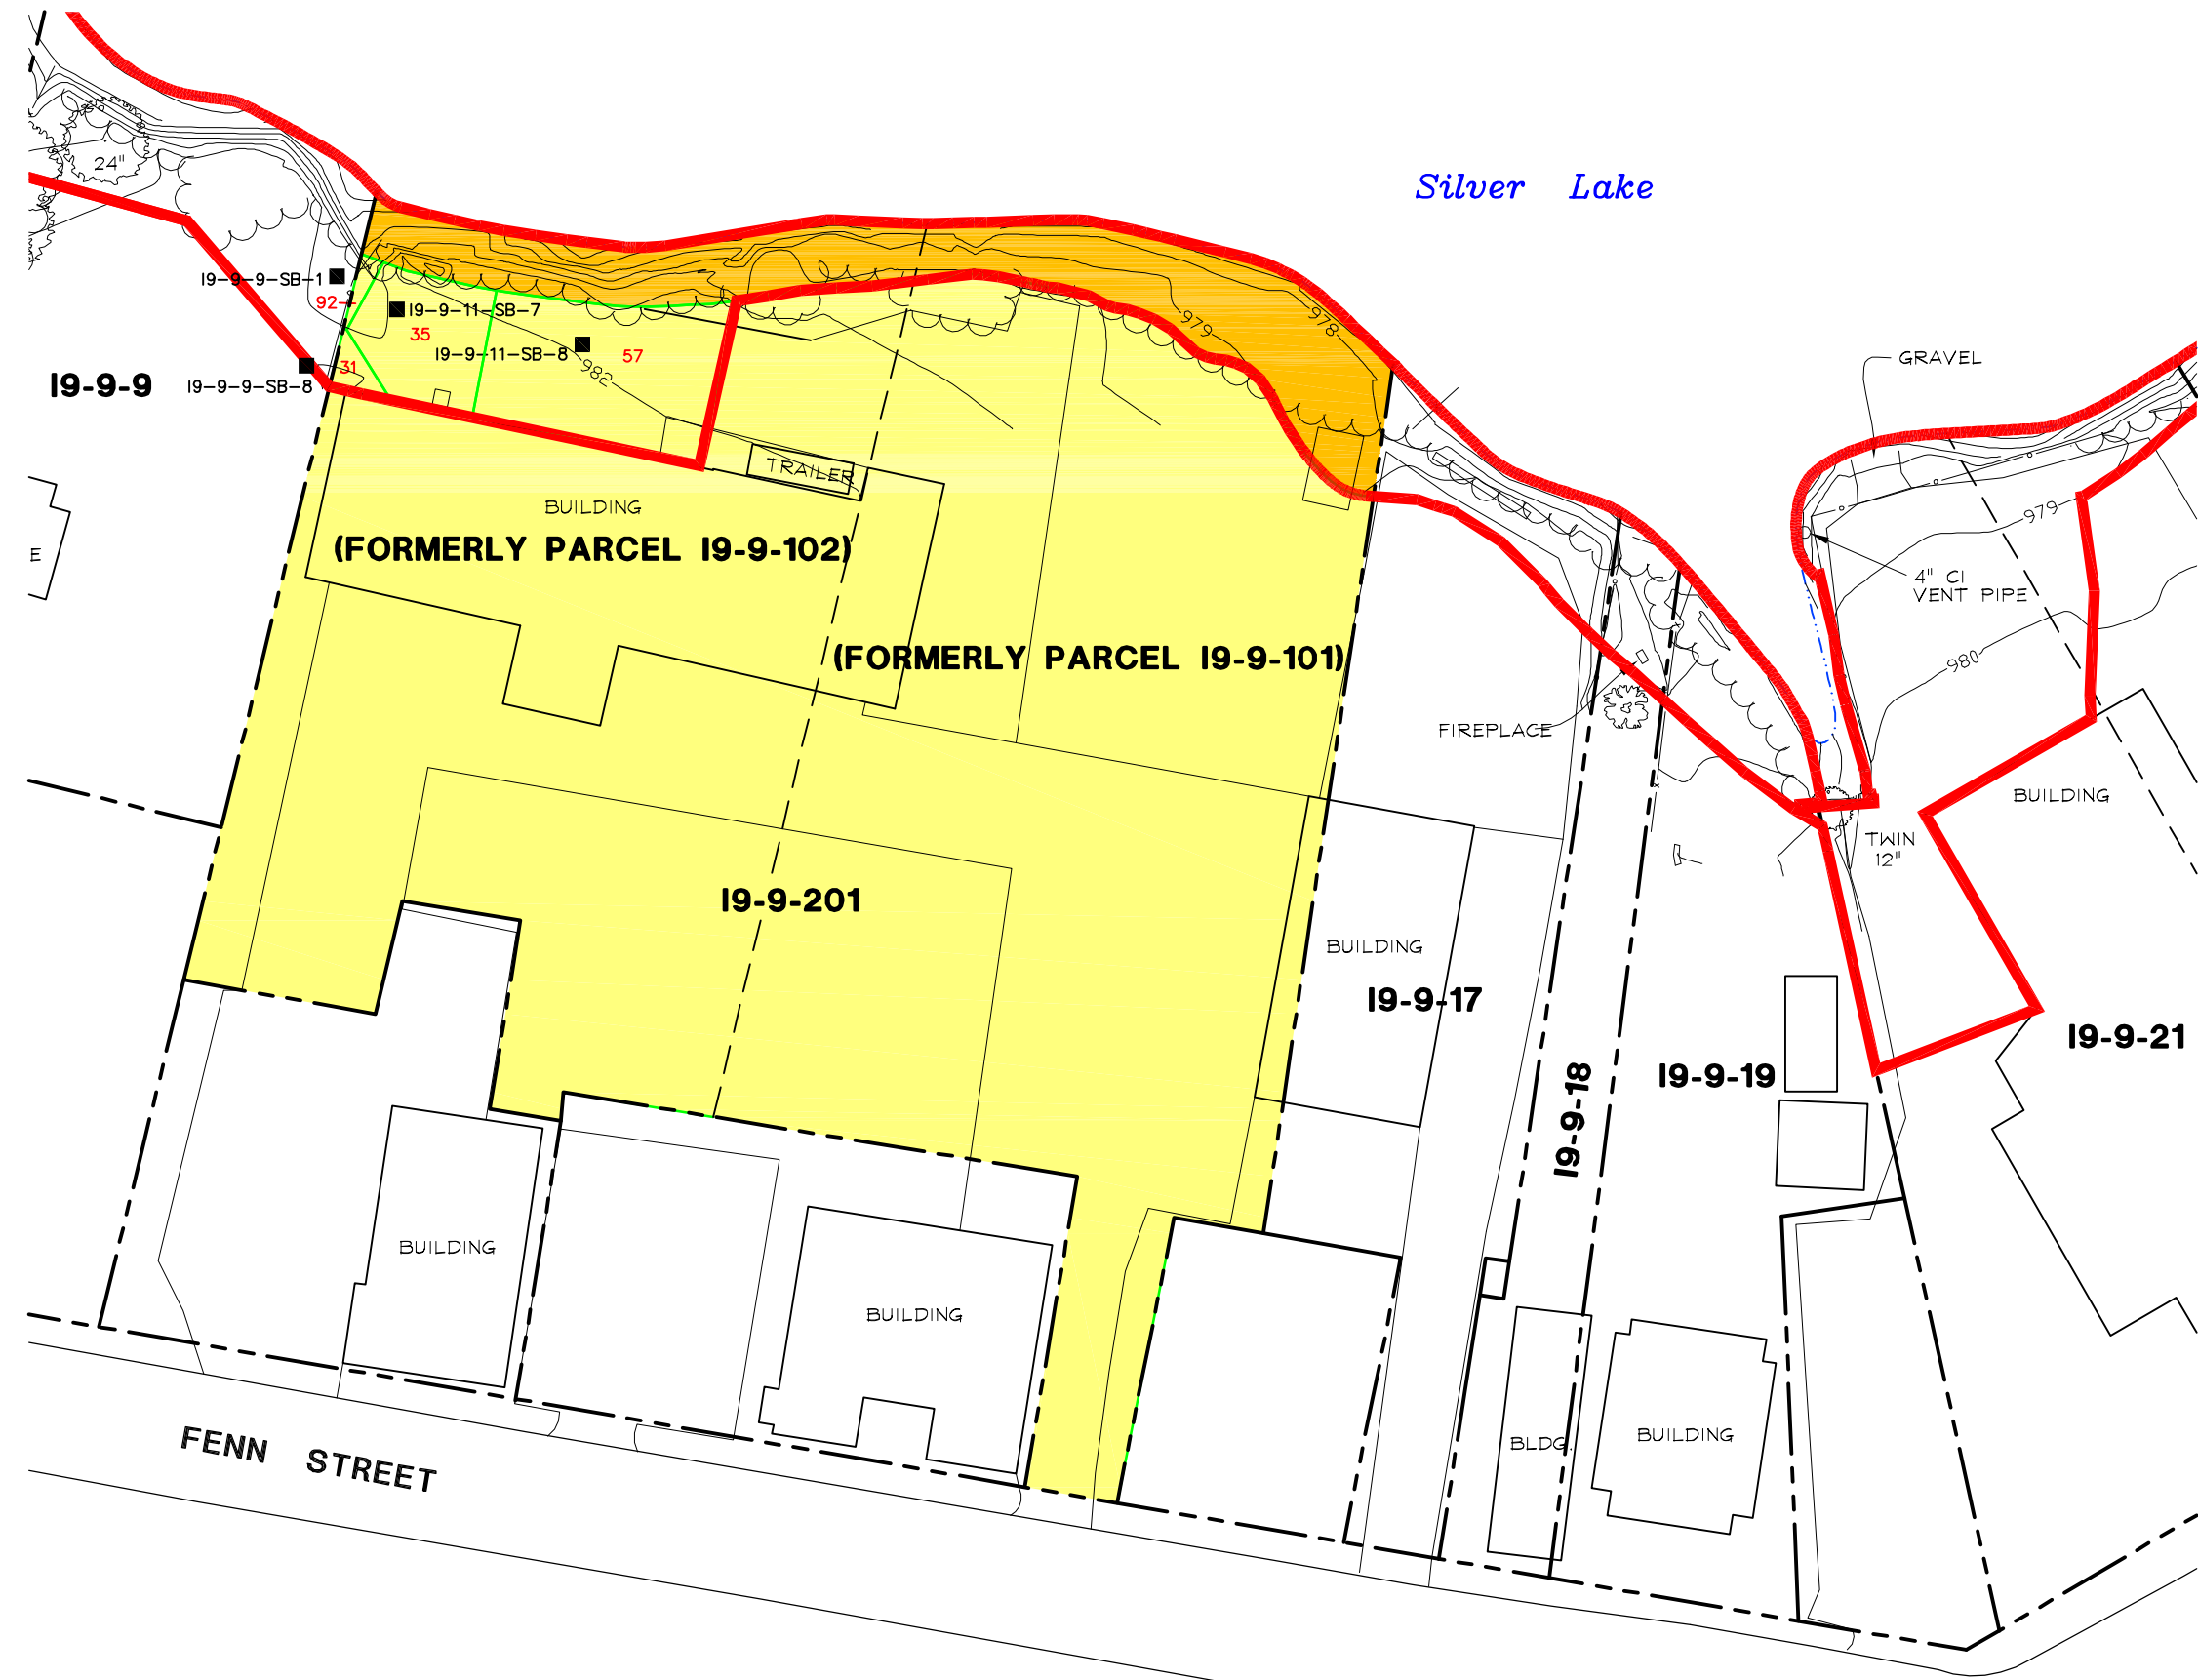 24"
Silver Lake
I9-9-9-SB-1
92
I9-9-11-SB-7
35
I9-9-11-SB-8
57
31
I9-9-9-SB-8
982
979
978
I9-9-9
GRAVEL
TRAILER
BUILDING
(FORMERLY PARCEL I9-9-102)
979
E
4" CI
VENT PIPE
(FORMERLY PARCEL I9-9-101)
980
FIREPLACE
BUILDING
TWIN
12"
I9-9-201
BUILDING
I9-9-17
I9-9-18
I9-9-19
I9-9-21
BUILDING
BUILDING
BLDG.
BUILDING
FENN STREET